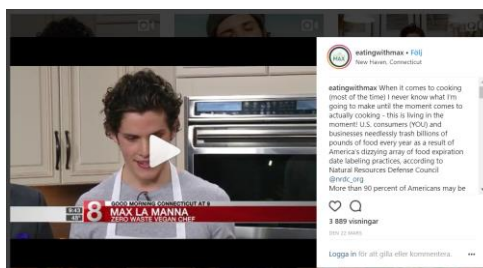 MAX
eatingwithmax • Följ
New Haven, Connecticut
eatingwithmax When it comes to cooking
(most of the time) I never know what I'm
going to make until the moment comes to
actually cooking - this is living in the
moment! U.S. consumers (YOU) and
businesses needlessly trash billions of
pounds of food every year as a result of
America's dizzying array of food expiration
date labeling practices, according to
Natural Resources Defense Council
@nrdc_org
More than 90 percent of Americans may be
GOOD MORNING CONNECTICUT AT 9
9:43
8
MAX LA MANNA
ZERO WASTE VEGAN CHEF
3 889 visningar
Logga in för att gilla eller kommentera.